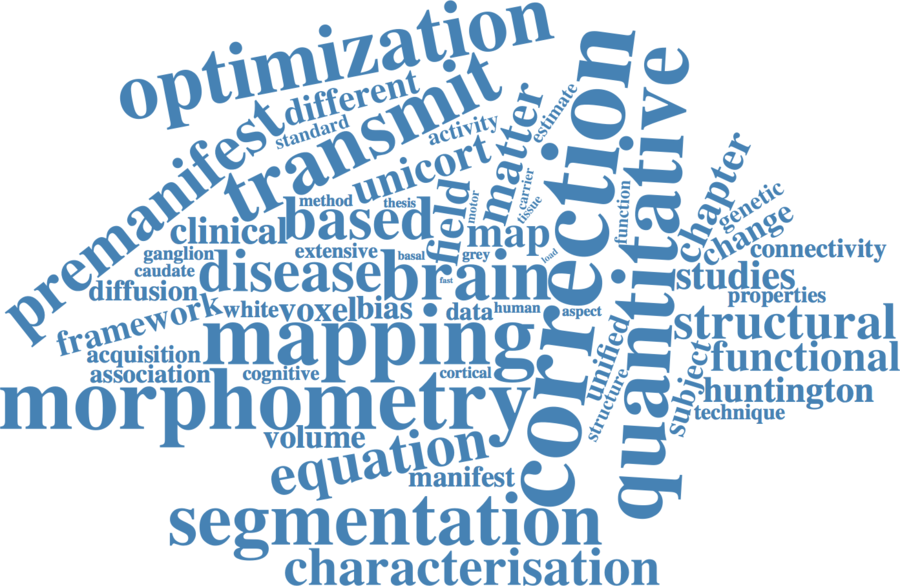 optimization
different
standard
transmit
activity
estimate
premanifest
unicort
matter
correction
quantitative
method
thesis
clinical
based
field
motor
carrier
tissue
function
chapter
genetic
change
ganglion
extensive
basal
map
grey
load
connectivity
caudate
disease
brain
fast
studies
diffusion
properties
framework
white
voxel
bias
data
human
aspect
structural
mapping
unified
acquisition
functional
association
cognitive
cortical
subject
structure
huntington
morphometry
technique
volume
equation
manifest
segmentation
characterisation